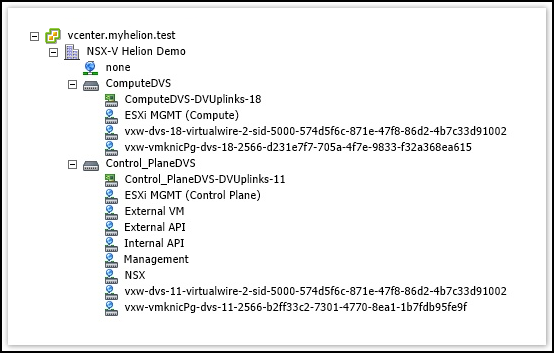 vcenter.myhelion.test
NSX-V Helion Demo
none
ComputeDVS
ComputeDVS-DVUplinks-18
ESXi MGMT (Compute)
vxw-dvs-18-virtualwire-2-sid-5000-574d5f6c-871e-47f8-86d2-4b7c33d91002
vxw-vmknicPg-dvs-18-2566-d231e7f7-705a-4f7e-9833-f32a368ea615
Control_PlaneDVS
Control_PlaneDVS-DVUplinks-11
ESXi MGMT (Control Plane)
External VM
External API
Internal API
Management
NSX
vxw-dvs-11-virtualwire-2-sid-5000-574d5f6c-871e-47f8-86d2-4b7c33d91002
vxw-vmknicPg-dvs-11-2566-b2ff33c2-7301-4770-8ea1-1b7fdb95fe9f